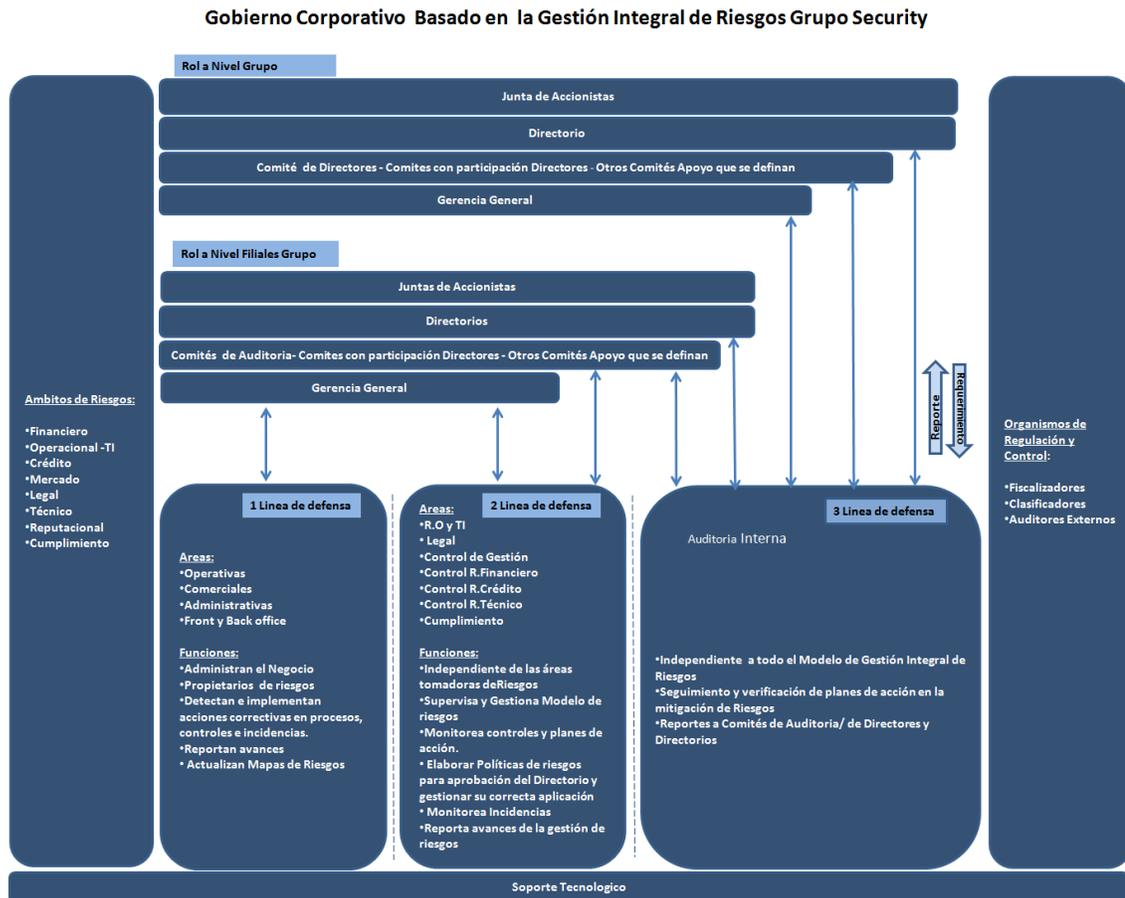 Gobierno Corporativo Basado en la Gestión Integral de Riesgos Grupo Security
Rol a Nivel Grupo
Junta de Accionistas
Directorio
Comité de Directores - Comites con participación Directores - Otros Comités Apoyo que se definan
Gerencia General
Rol a Nivel Filiales Grupo
Juntas de Accionistas
Directorios
Comités de Auditoria- Comites con participación Directores - Otros Comités Apoyo que se definan
Gerencia General
Ambitos de Riesgos:
•Financiero
•Operacional -TI
•Crédito
•Mercado
•Legal
•Técnico
•Reputacional
•Cumplimiento
1 Linea de defensa
Areas:
•Operativas
•Comerciales
•Administrativas
•Front y Back office
Funciones:
•Administran el Negocio
•Propietarios de riesgos
•Detectan e implementan
acciones correctivas en procesos,
controles e incidencias.
•Reportan avances
• Actualizan Mapas de Riesgos
2 Linea de defensa
Areas:
•R.O y TI
• Legal
•Control de Gestión
•Control R.Financiero
•Control R.Crédito
•Control R.Técnico
•Cumplimiento
Funciones:
•Independiente de las áreas
tomadoras deRiesgos
•Supervisa y Gestiona Modelo de
riesgos
•Monitorea controles y planes de
acción.
• Elaborar Políticas de riesgos
para aprobación del Directorio y
gestionar su correcta aplicación
• Monitorea Incidencias
•Reporta avances de la gestión de
riesgos
3 Linea de defensa
Auditoria Interna
•Independiente a todo el Modelo de Gestión Integral de
Riesgos
•Seguimiento y verificación de planes de acción en la
mitigación de Riesgos
•Reportes a Comités de Auditoria/ de Directores y
Directorios
Reporte
Requerimiento
Organismos de
Regulación y
Control:
•Fiscalizadores
•Clasificadores
•Auditores Externos
Soporte Tecnologico